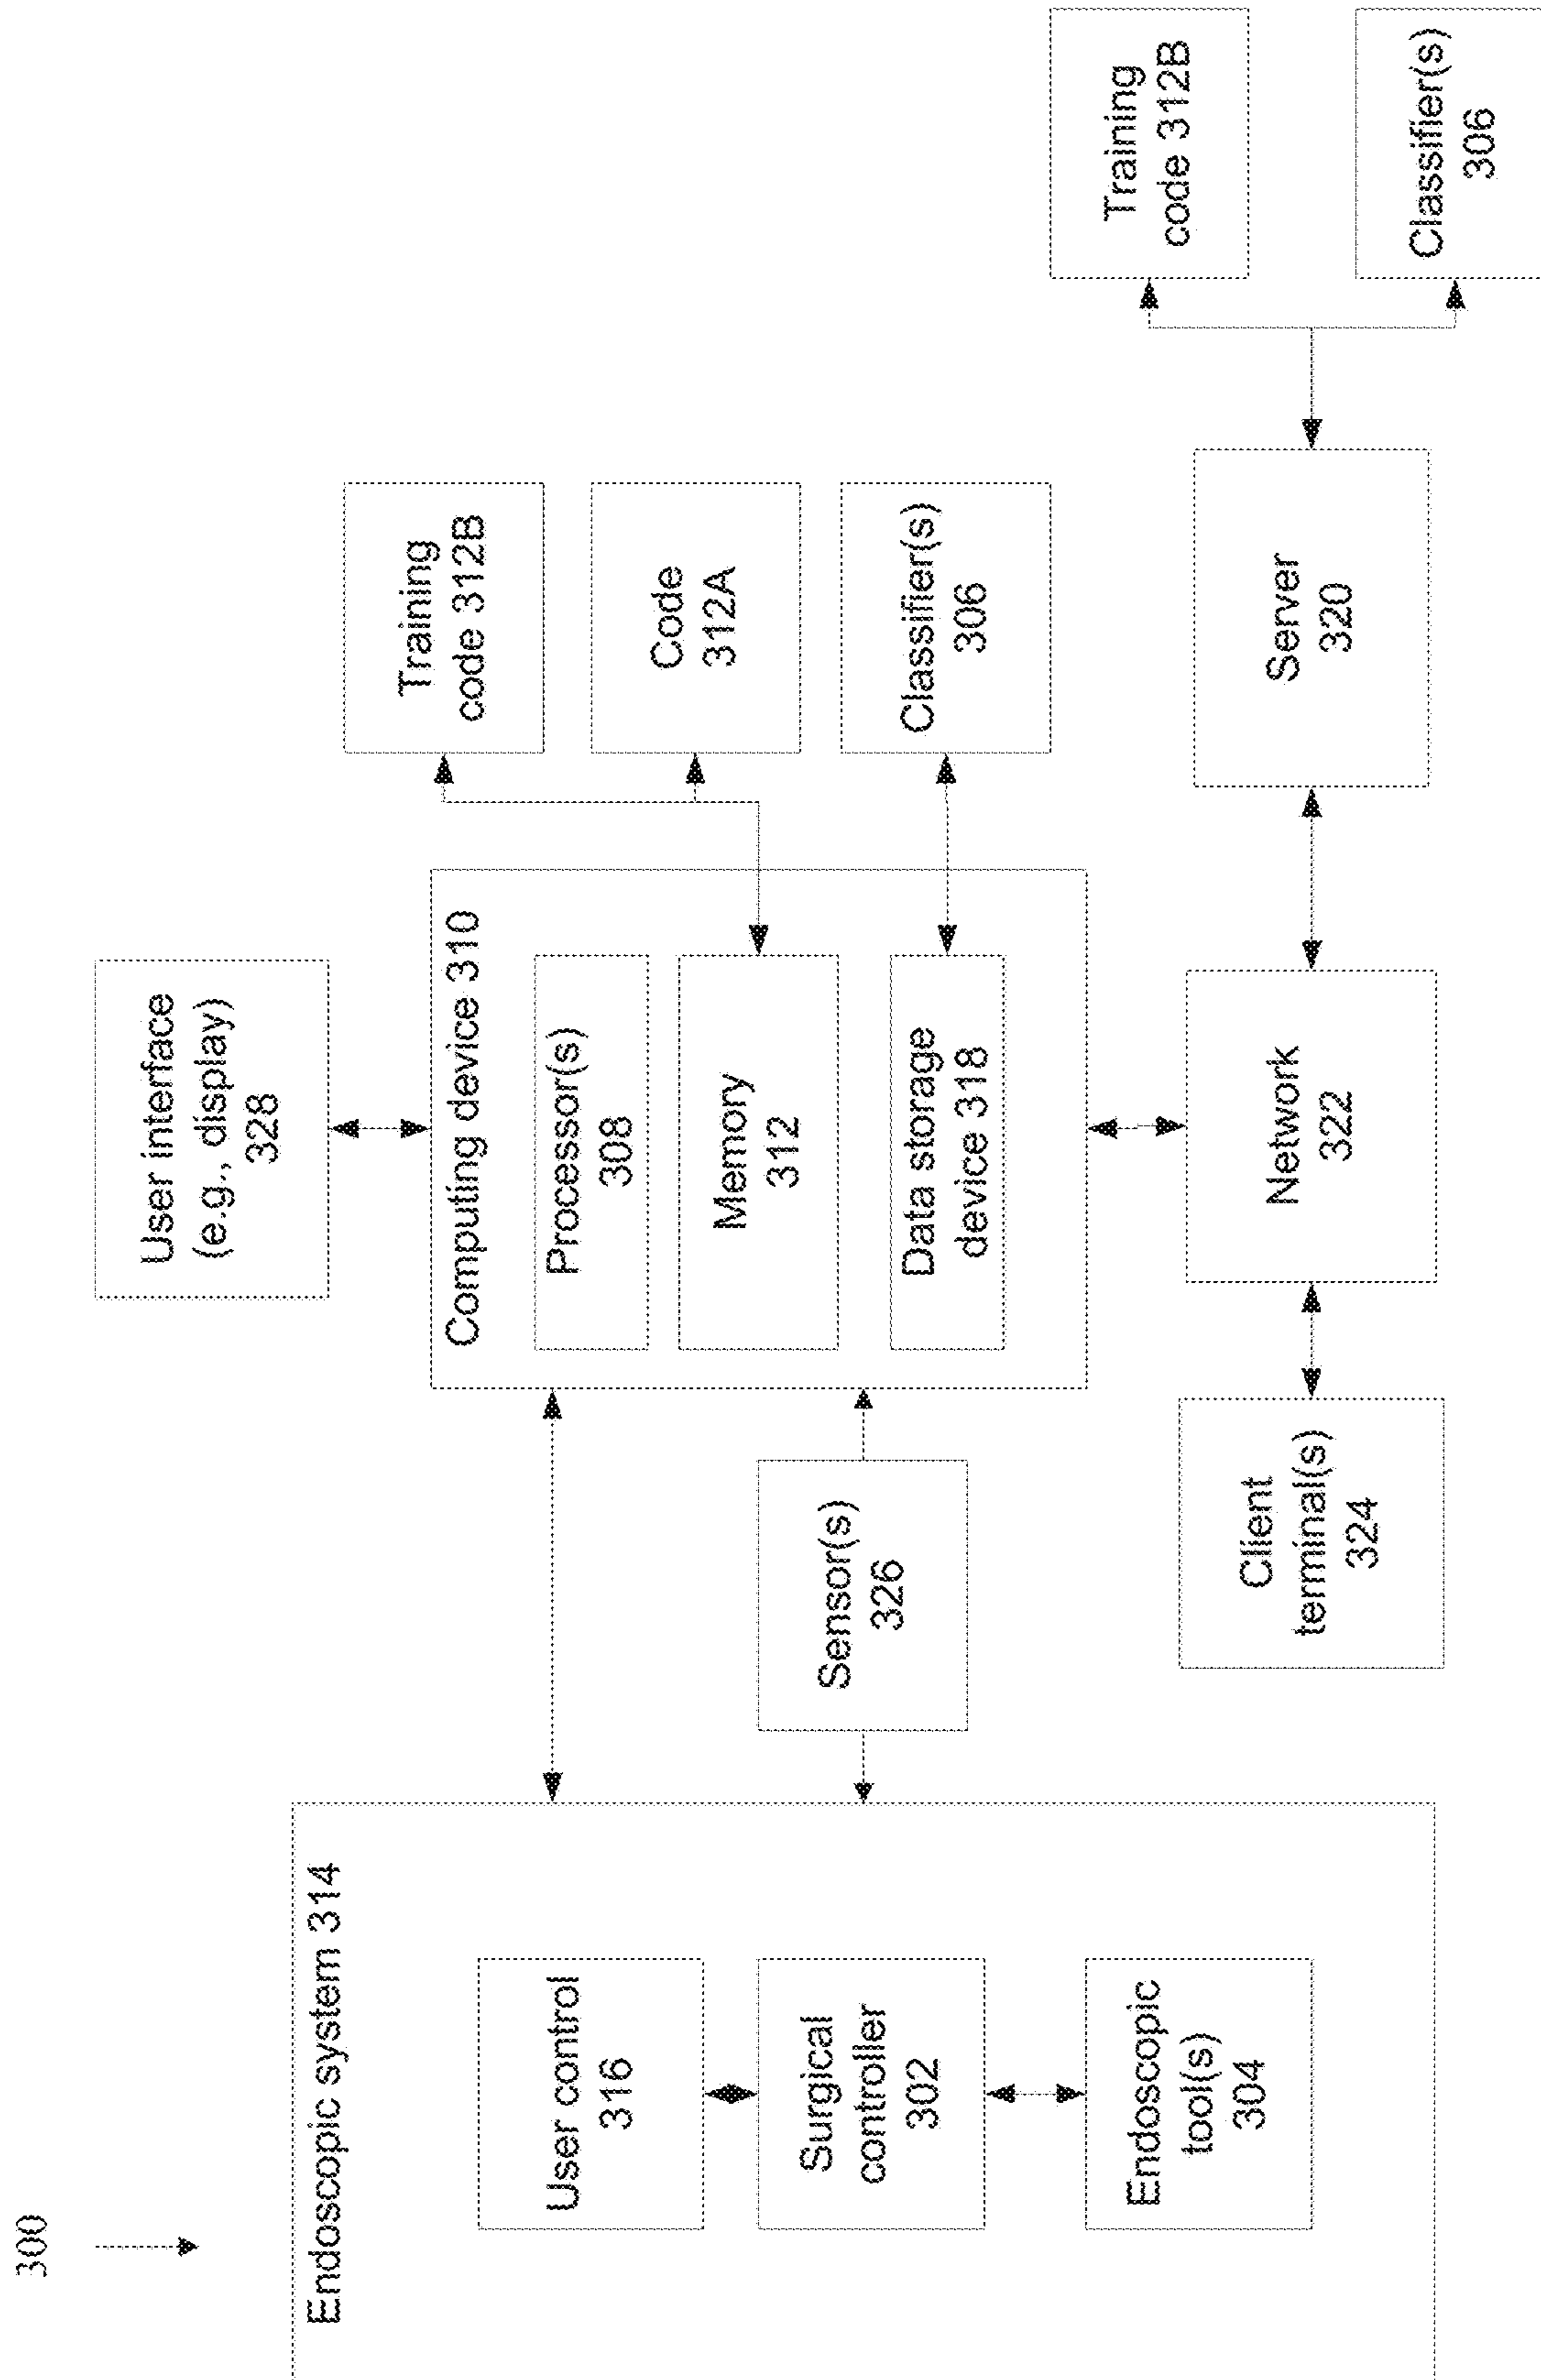 300
Endoscopic system 314
User control
316
Surgical
controller
302
Endoscopic
tool(s)
304
Sensor(s)
326
User interface
(e.g., display)
328
Computing device 310
Processor(s)
308
Memory
312
Data storage
device 318
Training
code 312B
Code
312A
Classifier(s)
306
Client
terminal(s)
324
Network
322
Server
320
Training
code 312B
Classifier(s)
306